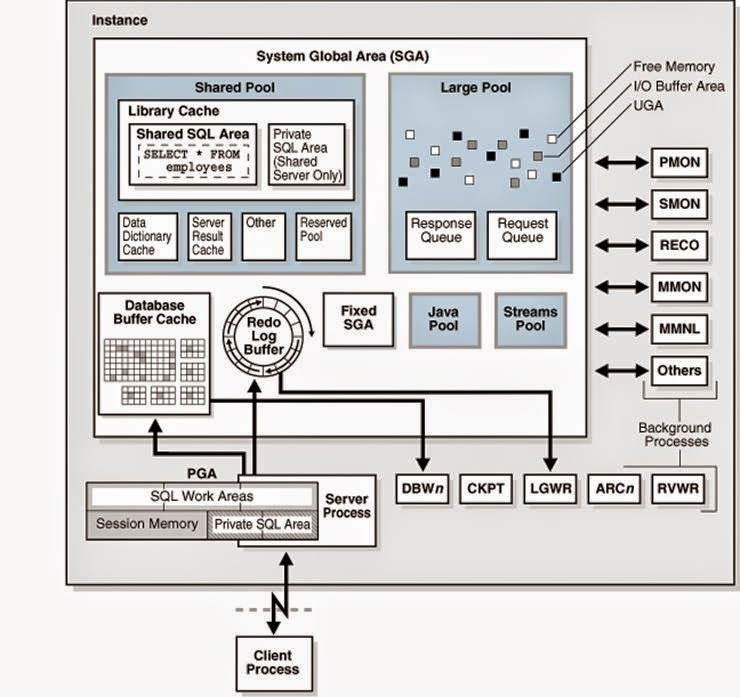 Instance
System Global Area (SGA)
Shared Pool
Library Cache
Shared SQL Area
SELECT * FROM
employees
Private
SQL Area
(Shared
Server Only)
Data
Dictionary
Cache
Server
Result
Cache
Other
Reserved
Pool
Large Pool
Response
Queue
Request
Queue
Free Memory
I/O Buffer Area
UGA
Database
Buffer Cache
Redo
Log
Buffer
Fixed
SGA
Java
Pool
Streams
Pool
PMON
SMON
RECO
MMON
MMNL
Others
Background
Processes
PGA
SQL Work Areas
Session Memory
Private SQL Area
Server
Process
DBWn
CKPT
LGWR
ARCn
RVWR
Client
Process